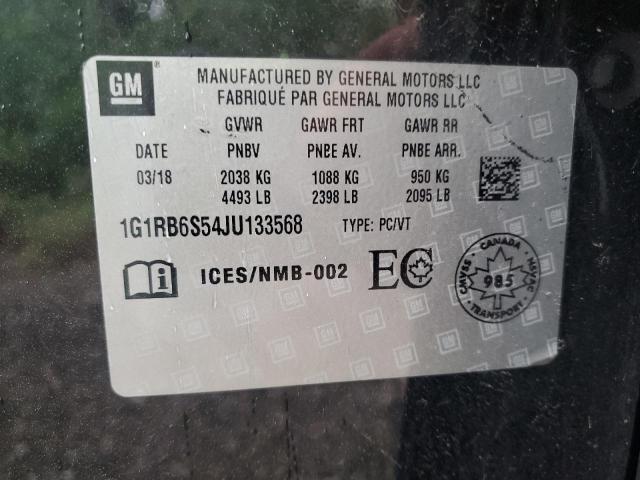 GM®
MANUFACTURED BY GENERAL MOTORS LLC
FABRIQUÉ PAR GENERAL MOTORS LLC
GVWR GAWR FRT GAWR RR
DATE PNBV PNBE AV. PNBE ARR.
03/18 2038 KG 1088 KG 950 KG
4493 LB 2398 LB 2095 LB
1G1RB6S54JU133568 TYPE: PC/VT
i ICES/NMB-002 EC
CANADA
CMVSS 985 NSVAC
TRANSPORT